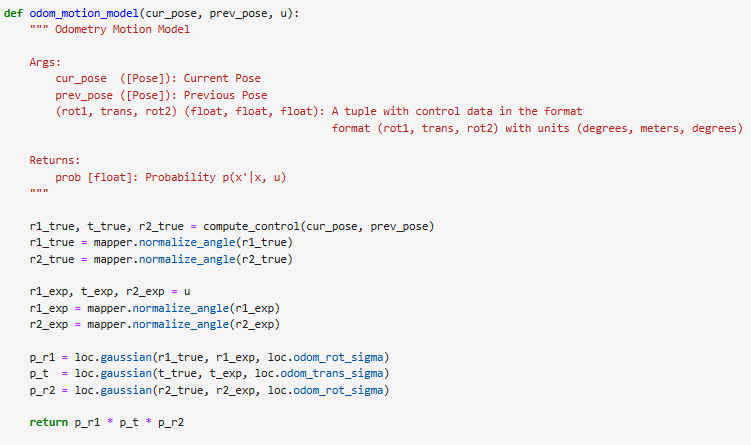 def odom_motion_model(cur_pose, prev_pose, u):
    """ Odometry Motion Model

    Args:
        cur_pose  ([Pose]): Current Pose
        prev_pose ([Pose]): Previous Pose
        (rot1, trans, rot2) (float, float, float): A tuple with control data in the format
                                                   format (rot1, trans, rot2) with units (degrees, meters, degrees)

    Returns:
        prob [float]: Probability p(x'|x, u)
    """

    r1_true, t_true, r2_true = compute_control(cur_pose, prev_pose)
    r1_true = mapper.normalize_angle(r1_true)
    r2_true = mapper.normalize_angle(r2_true)

    r1_exp, t_exp, r2_exp = u
    r1_exp = mapper.normalize_angle(r1_exp)
    r2_exp = mapper.normalize_angle(r2_exp)

    p_r1 = loc.gaussian(r1_true, r1_exp, loc.odom_rot_sigma)
    p_t  = loc.gaussian(t_true, t_exp, loc.odom_trans_sigma)
    p_r2 = loc.gaussian(r2_true, r2_exp, loc.odom_rot_sigma)

    return p_r1 * p_t * p_r2